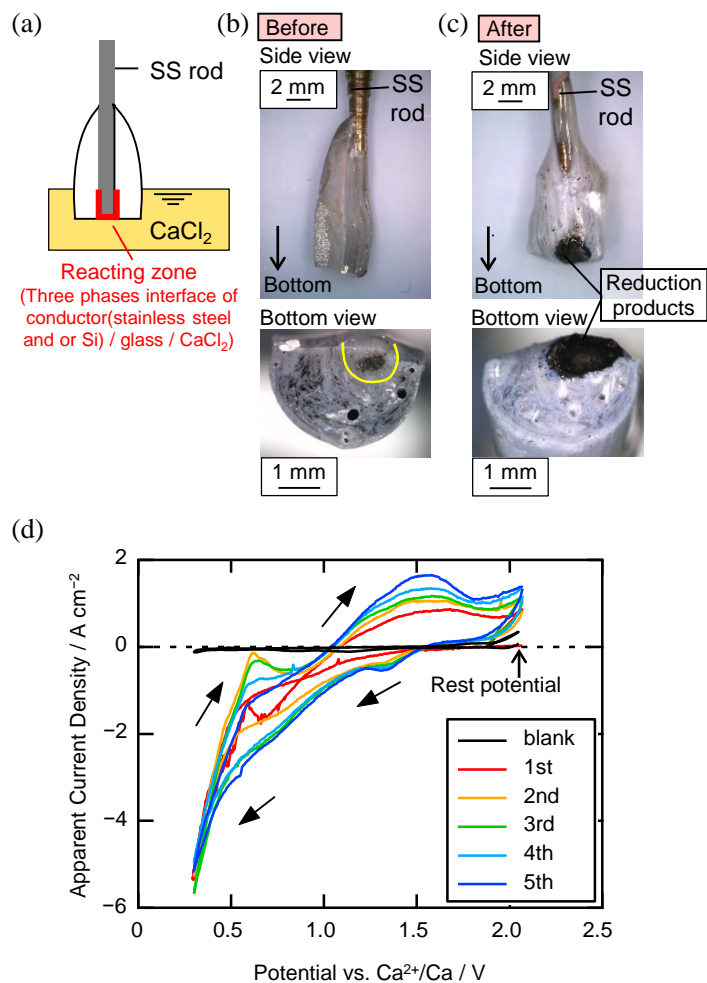 (a)
SS rod
CaCl₂
Reacting zone
(Three phases interface of
conductor(stainless steel
and or Si) / glass / CaCl₂)
(b)
Before
Side view
2 mm
SS
rod
Bottom
Bottom view
1 mm
(c)
After
Side view
2 mm
SS
rod
Bottom
Reduction
products
Bottom view
1 mm
(d)
Apparent Current Density / A cm⁻²
2
0
−2
−4
−6
Rest potential
blank
1st
2nd
3rd
4th
5th
0
0.5
1.0
1.5
2.0
2.5
Potential vs. Ca²⁺/Ca / V